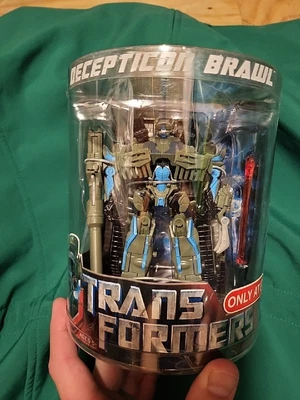 DECEPTICON BRAWL
TRANS
FORMERS
ONLY AT